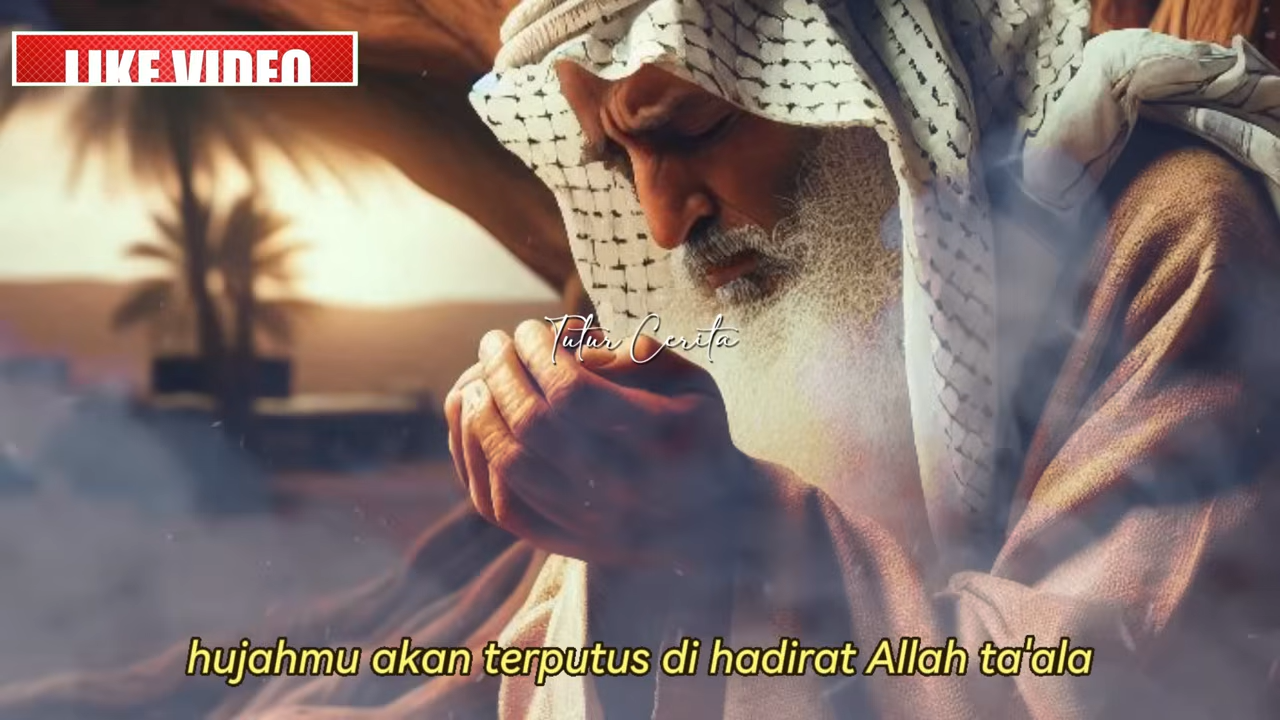 LIKE VIDEO
Tutur Cerita
hujahmu akan terputus di hadirat Allah ta'ala